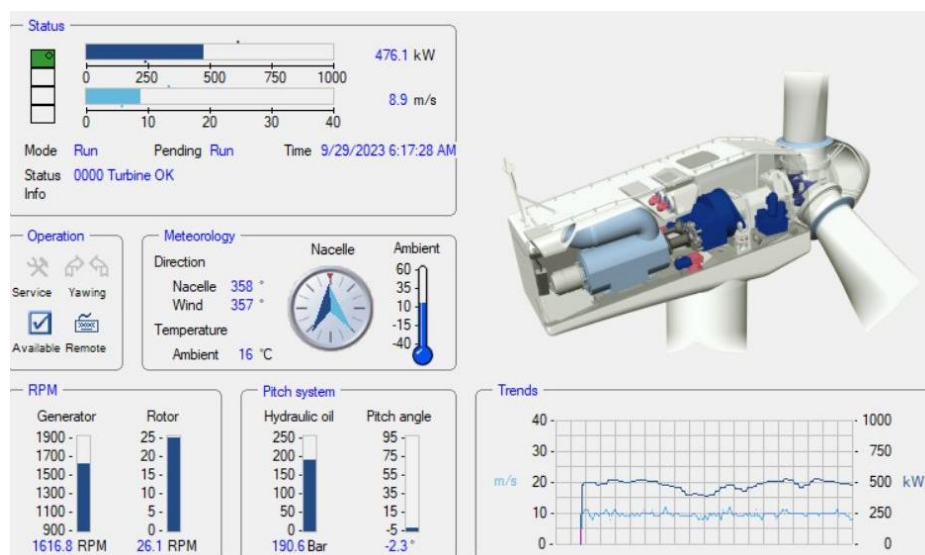 Status
476.1 kW
0 250 500 750 1000
8.9 m/s
0 10 20 30 40
Mode Run Pending Run Time 9/29/2023 6:17:28 AM
Status 0000 Turbine OK
Info
Operation
Service Yawing
Available Remote
Meteorology
Direction
Nacelle 358 °
Wind 357 °
Temperature
Ambient 16 °C
Nacelle
Ambient
60
35
10
-15
-40
RPM
Generator Rotor
1900 25
1700 20
1500 15
1300 10
1100 5
900 0
1616.8 RPM 26.1 RPM
Pitch system
Hydraulic oil Pitch angle
250 95
200 75
150 55
100 35
50 15
0 -5
190.6 Bar -2.3 °
Trends
40 1000
30 750
m/s 20 500 kW
10 250
0 0